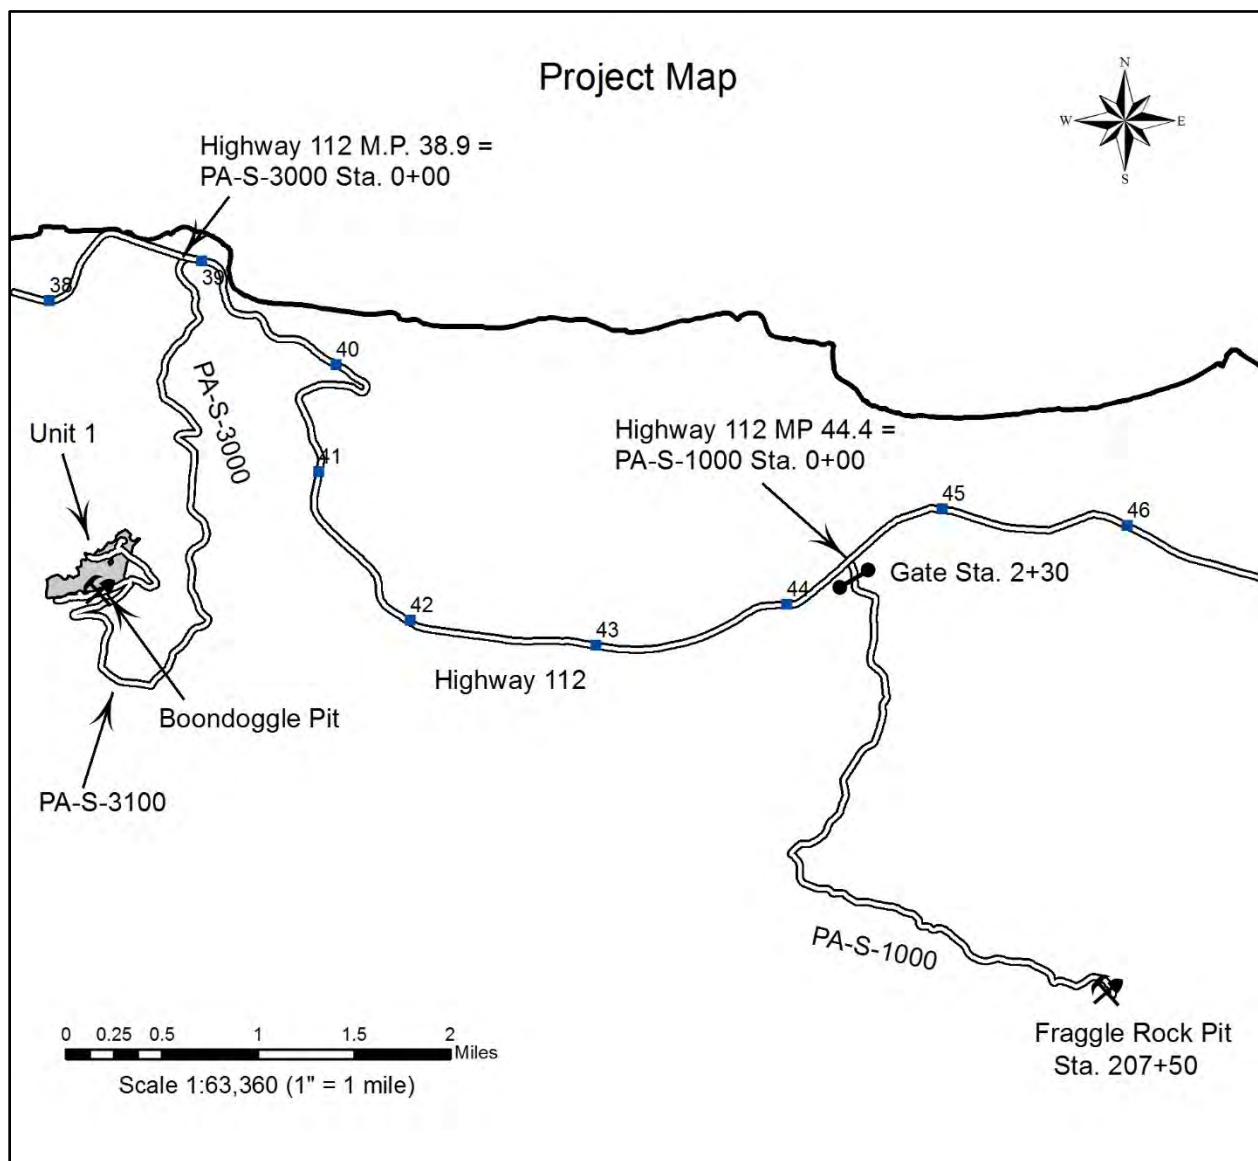 Project Map
N
W
E
S
Highway 112 M.P. 38.9 =
PA-S-3000 Sta. 0+00
38
39
40
PA-S-3000
Unit 1
Highway 112 MP 44.4 =
PA-S-1000 Sta. 0+00
41
45
46
Gate Sta. 2+30
44
42
43
Highway 112
Boondoggle Pit
PA-S-3100
PA-S-1000
Fraggle Rock Pit
Sta. 207+50
0 0.25 0.5 1 1.5 2
Miles
Scale 1:63,360 (1" = 1 mile)